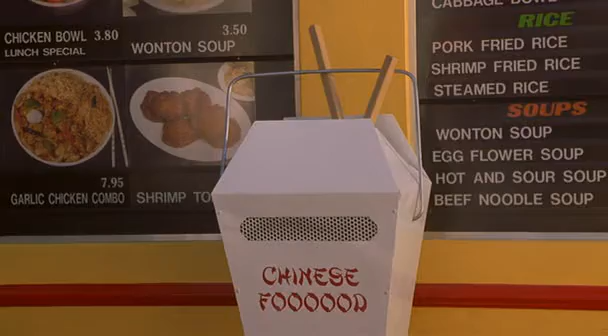 CHICKEN BOWL 3.80
LUNCH SPECIAL
3.50
WONTON SOUP
7.95
GARLIC CHICKEN COMBO
SHRIMP
CABBAGE
RICE
PORK FRIED RICE
SHRIMP FRIED RICE
STEAMED RICE
SOUPS
WONTON SOUP
EGG FLOWER SOUP
HOT AND SOUR SOUP
BEEF NOODLE SOUP
CHINESE
FOOOOOD